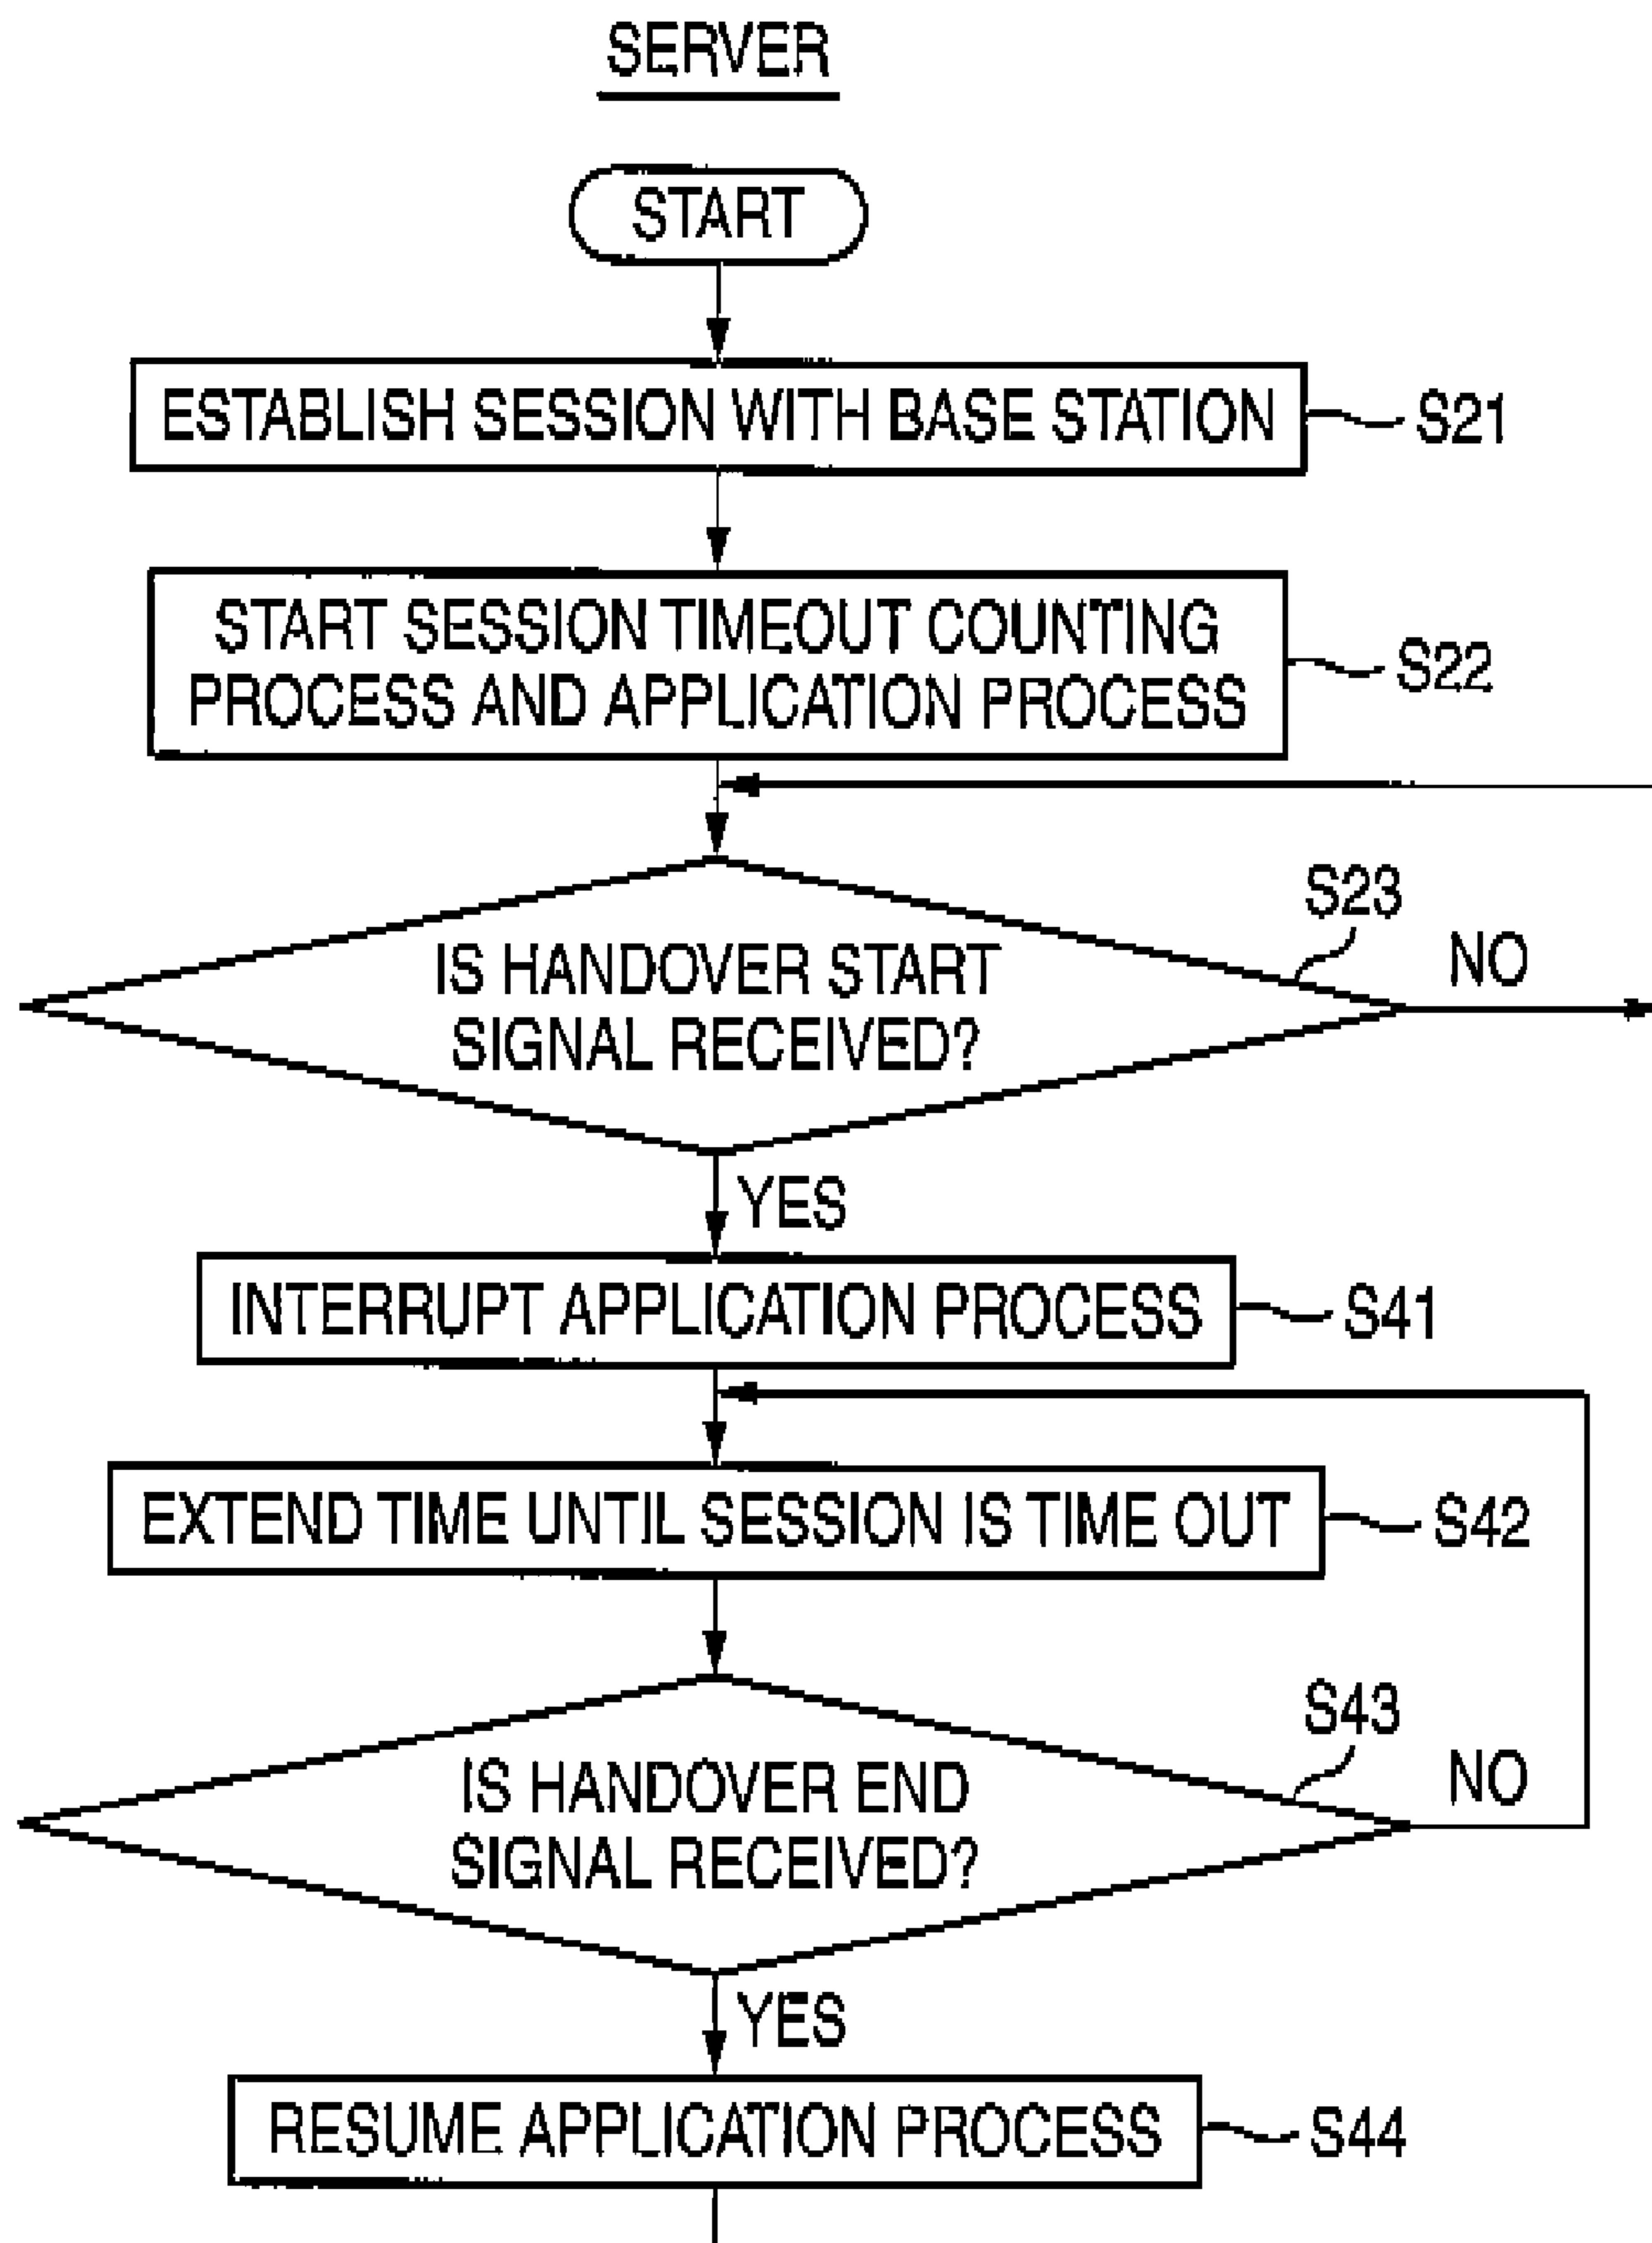 SERVER
START
ESTABLISH SESSION WITH BASE STATION
S21
START SESSION TIMEOUT COUNTING
PROCESS AND APPLICATION PROCESS
S22
S23
IS HANDOVER START
SIGNAL RECEIVED?
NO
YES
INTERRUPT APPLICATION PROCESS
S41
EXTEND TIME UNTIL SESSION IS TIME OUT
S42
S43
IS HANDOVER END
SIGNAL RECEIVED?
NO
YES
RESUME APPLICATION PROCESS
S44